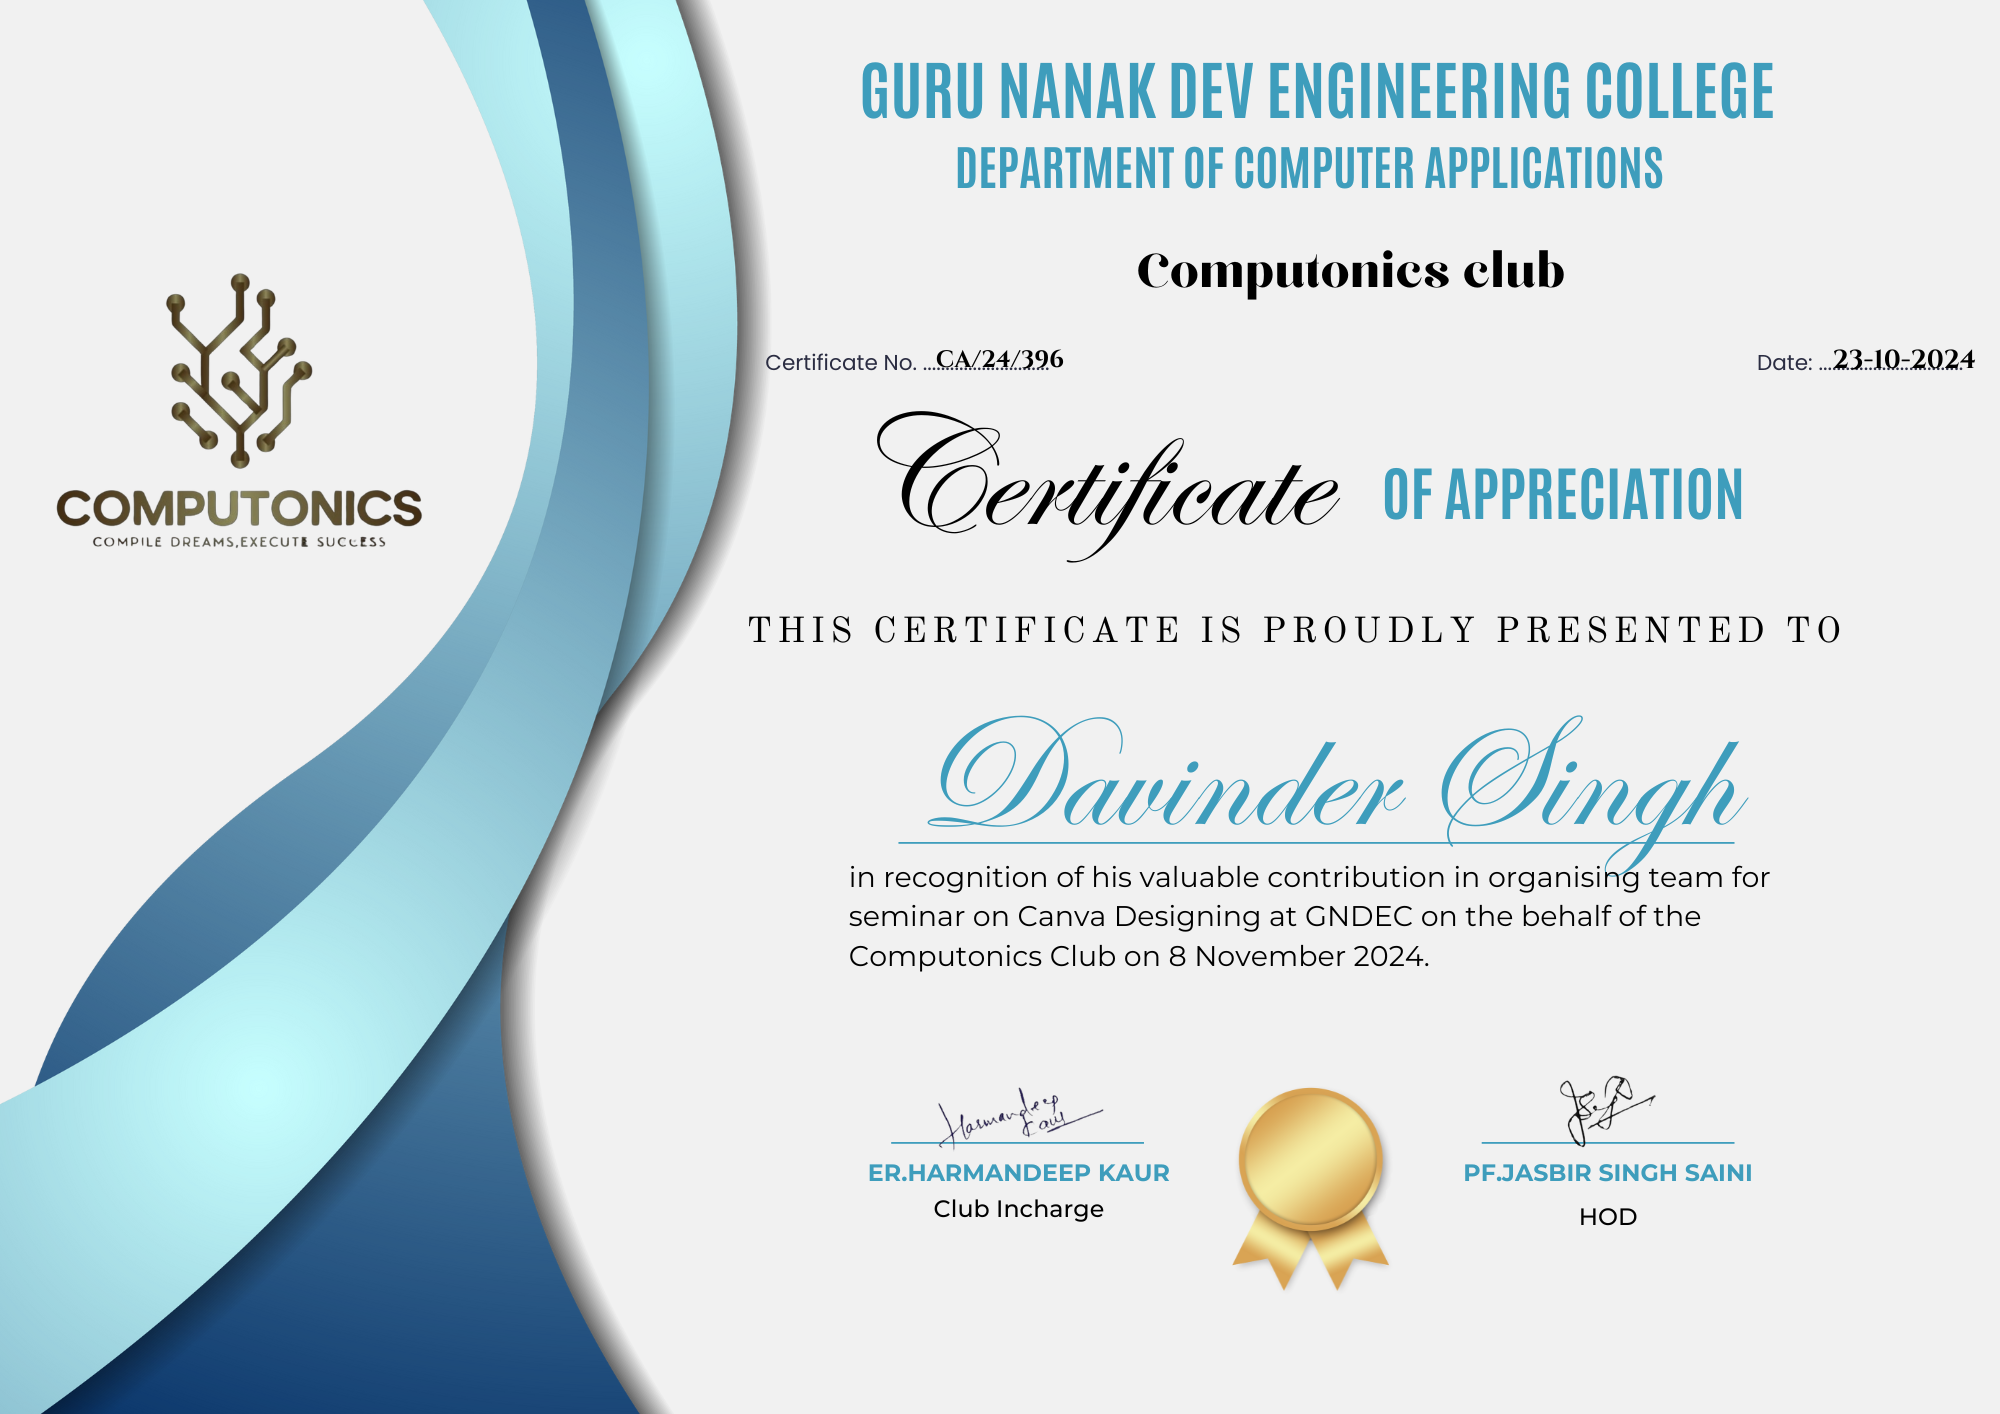 GURU NANAK DEV ENGINEERING COLLEGE
DEPARTMENT OF COMPUTER APPLICATIONS
Computonics club
Certificate No. CA/24/396
Date: 23-10-2024
COMPUTONICS
COMPILE DREAMS,EXECUTE SUCCESS
Certificate OF APPRECIATION
THIS CERTIFICATE IS PROUDLY PRESENTED TO
Davinder Singh
in recognition of his valuable contribution in organising team for
seminar on Canva Designing at GNDEC on the behalf of the
Computonics Club on 8 November 2024.
Harmandeep
Kaur
ER.HARMANDEEP KAUR
Club Incharge
PF.JASBIR SINGH SAINI
HOD